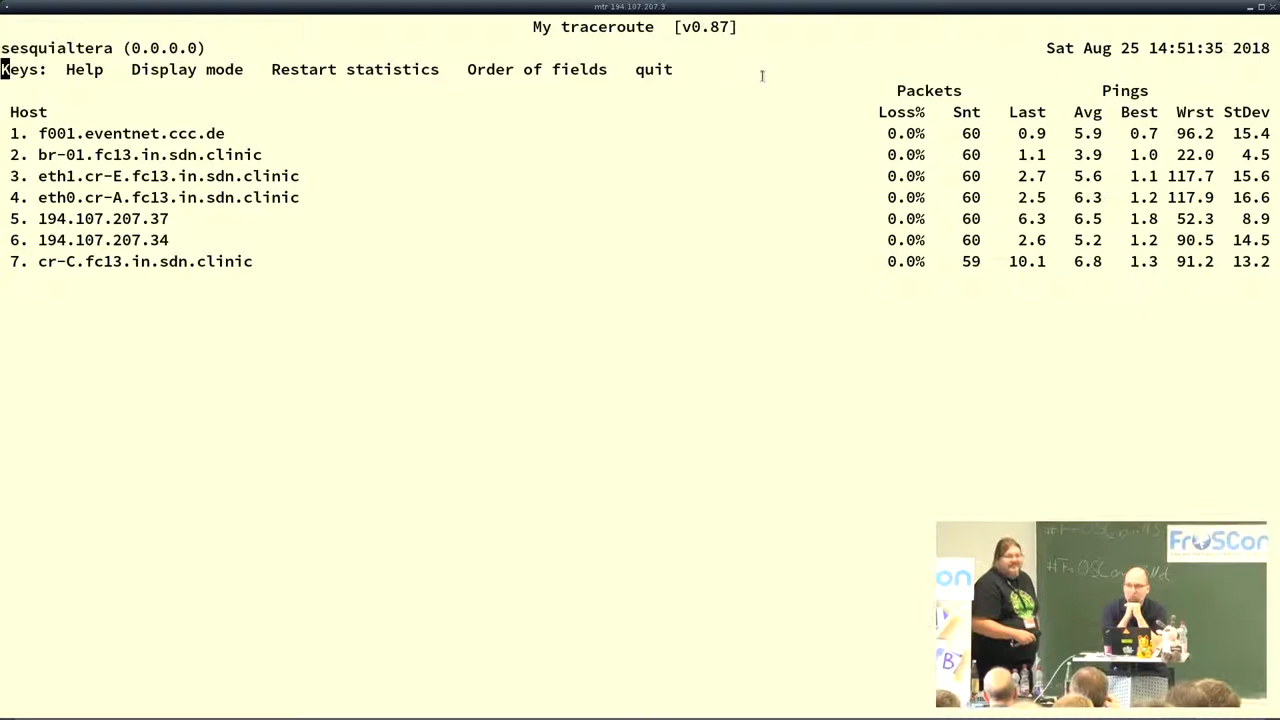 mtr 194.107.207.3
My traceroute [v0.87]
sesquialtera (0.0.0.0) Sat Aug 25 14:51:35 2018
Keys: Help Display mode Restart statistics Order of fields quit
Packets Pings
Host Loss% Snt Last Avg Best Wrst StDev
1. f001.eventnet.ccc.de 0.0% 60 0.9 5.9 0.7 96.2 15.4
2. br-01.fc13.in.sdn.clinic 0.0% 60 1.1 3.9 1.0 22.0 4.5
3. eth1.cr-E.fc13.in.sdn.clinic 0.0% 60 2.7 5.6 1.1 117.7 15.6
4. eth0.cr-A.fc13.in.sdn.clinic 0.0% 60 2.5 6.3 1.2 117.9 16.6
5. 194.107.207.37 0.0% 60 6.3 6.5 1.8 52.3 8.9
6. 194.107.207.34 0.0% 60 2.6 5.2 1.2 90.5 14.5
7. cr-C.fc13.in.sdn.clinic 0.0% 59 10.1 6.8 1.3 91.2 13.2
FrOSCon
on
B